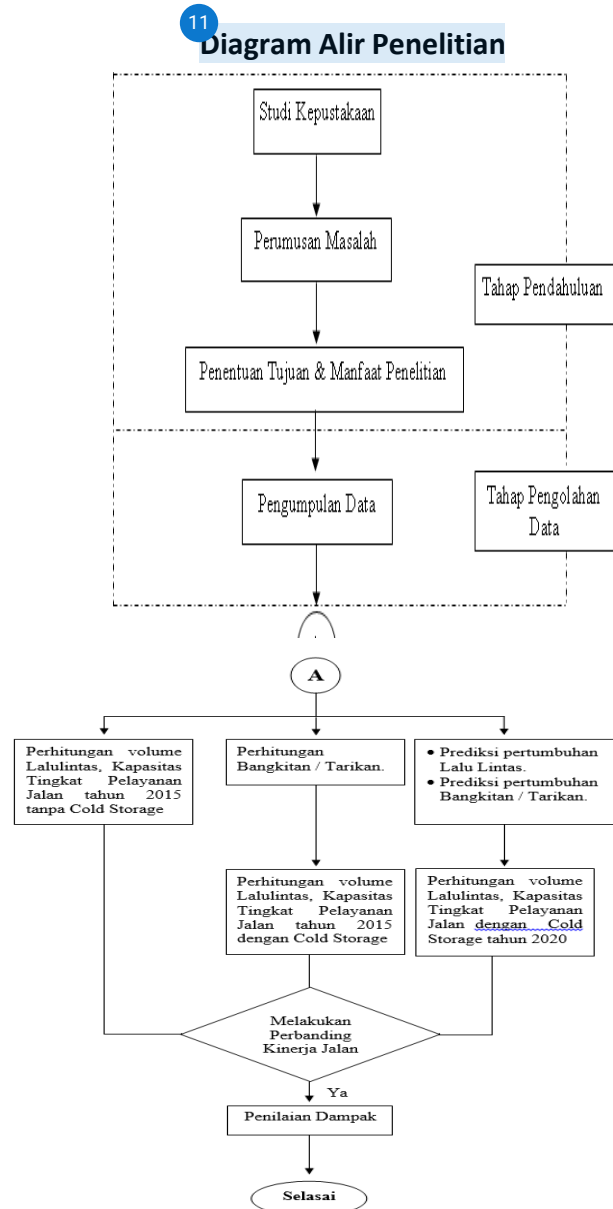 11
Diagram Alir Penelitian
Studi Kepustakaan
Perumusan Masalah
Tahap Pendahuluan
Penentuan Tujuan & Manfaat Penelitian
Pengumpulan Data
Tahap Pengolahan
Data
A
Perhitungan volume
Lalulintas, Kapasitas
Tingkat Pelayanan
Jalan tahun 2015
tanpa Cold Storage
Perhitungan
Bangkitan / Tarikan.
• Prediksi pertumbuhan
Lalu Lintas.
• Prediksi pertumbuhan
Bangkitan / Tarikan.
Perhitungan volume
Lalulintas, Kapasitas
Tingkat Pelayanan
Jalan tahun 2015
dengan Cold Storage
Perhitungan volume
Lalulintas, Kapasitas
Tingkat Pelayanan
Jalan dengan Cold
Storage tahun 2020
Melakukan
Perbanding
Kinerja Jalan
Ya
Penilaian Dampak
Selasai